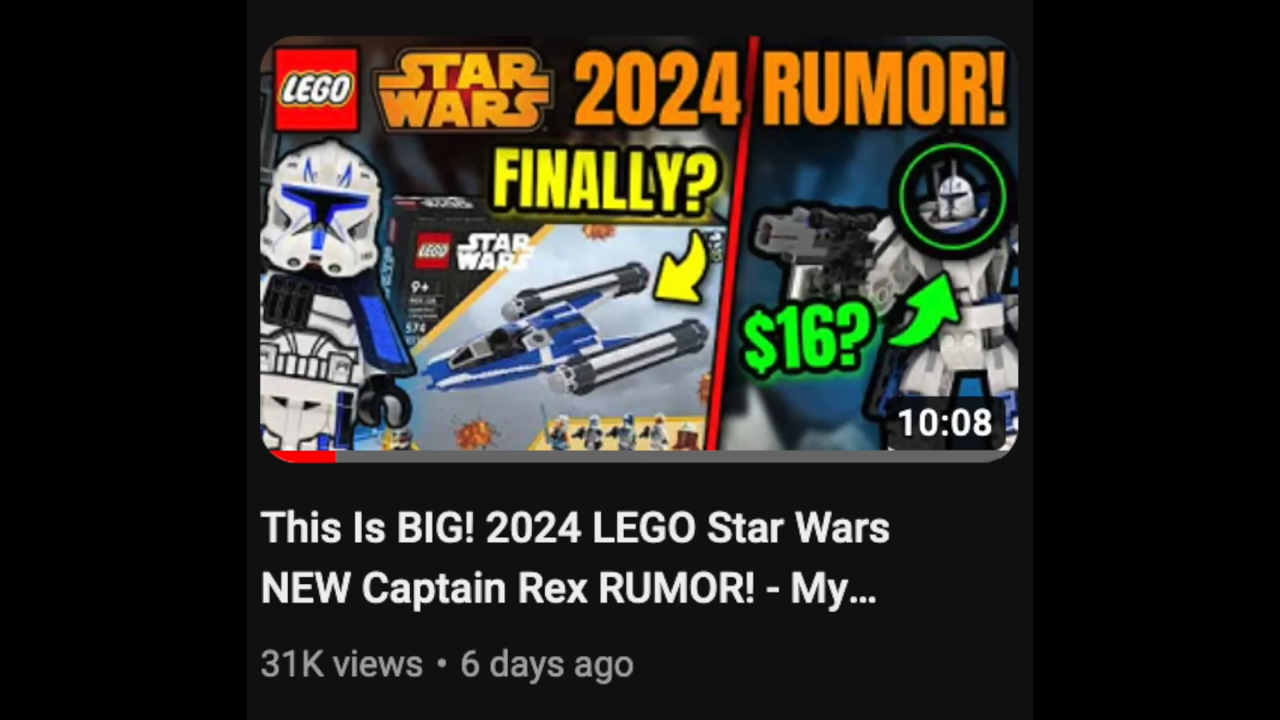 LEGO STAR WARS 2024 RUMOR!
FINALLY?
LEGO STAR WARS
9+
574
$16?
10:08
This Is BIG! 2024 LEGO Star Wars
NEW Captain Rex RUMOR! - My...
31K views • 6 days ago